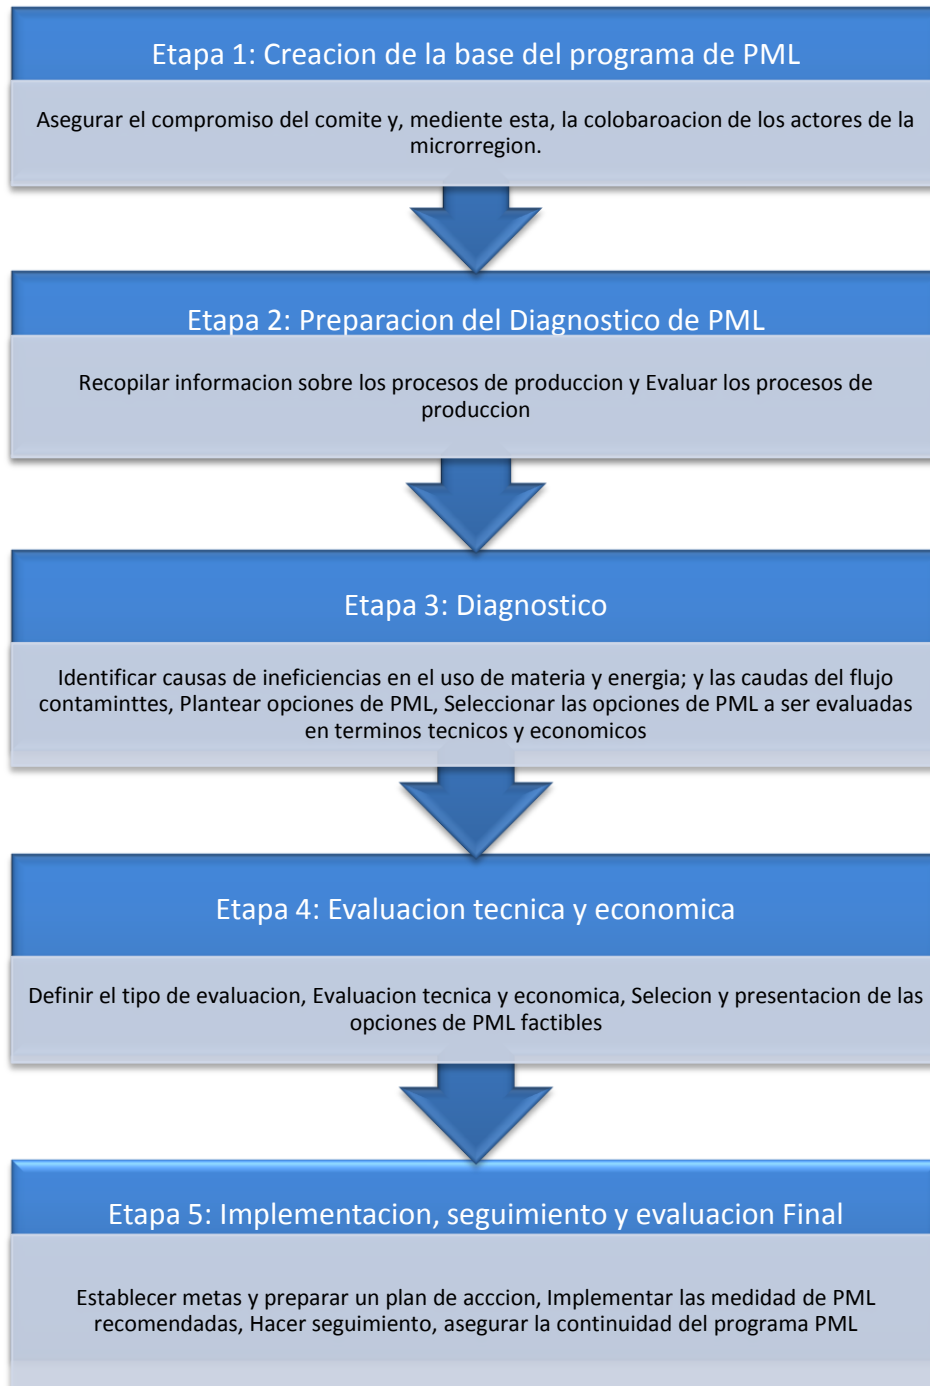 Etapa 1: Creacion de la base del programa de PML
Asegurar el compromiso del comite y, mediente esta, la colobaroacion de los actores de la
microrregion.
Etapa 2: Preparacion del Diagnostico de PML
Recopilar informacion sobre los procesos de produccion y Evaluar los procesos de
produccion
Etapa 3: Diagnostico
Identificar causas de ineficiencias en el uso de materia y energia; y las caudas del flujo
contaminttes, Plantear opciones de PML, Seleccionar las opciones de PML a ser evaluadas
en terminos tecnicos y economicos
Etapa 4: Evaluacion tecnica y economica
Definir el tipo de evaluacion, Evaluacion tecnica y economica, Selecion y presentacion de las
opciones de PML factibles
Etapa 5: Implementacion, seguimiento y evaluacion Final
Establecer metas y preparar un plan de acccion, Implementar las medidad de PML
recomendadas, Hacer seguimiento, asegurar la continuidad del programa PML